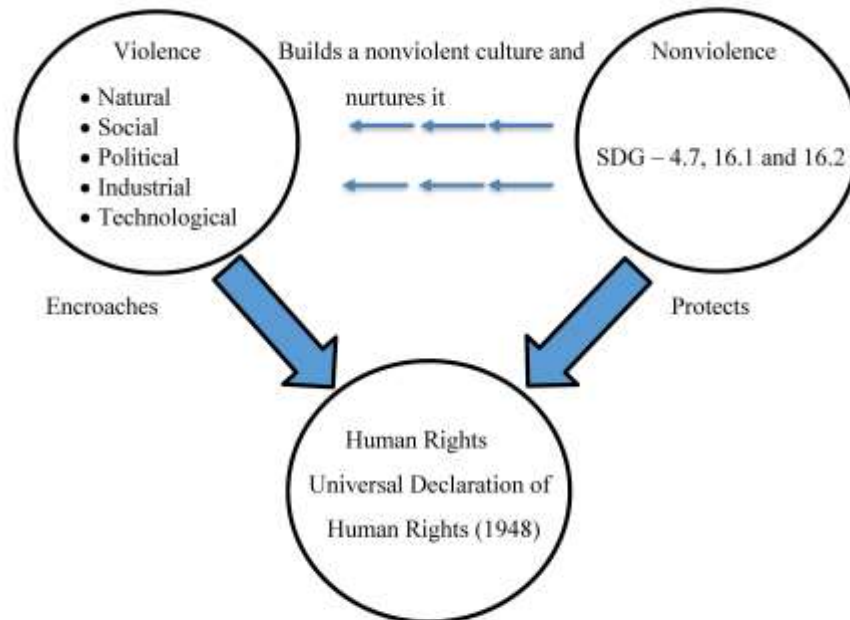 Violence
• Natural
• Social
• Political
• Industrial
• Technological
Builds a nonviolent culture and
nurtures it
Nonviolence
SDG – 4.7, 16.1 and 16.2
Encroaches
Protects
Human Rights
Universal Declaration of
Human Rights (1948)